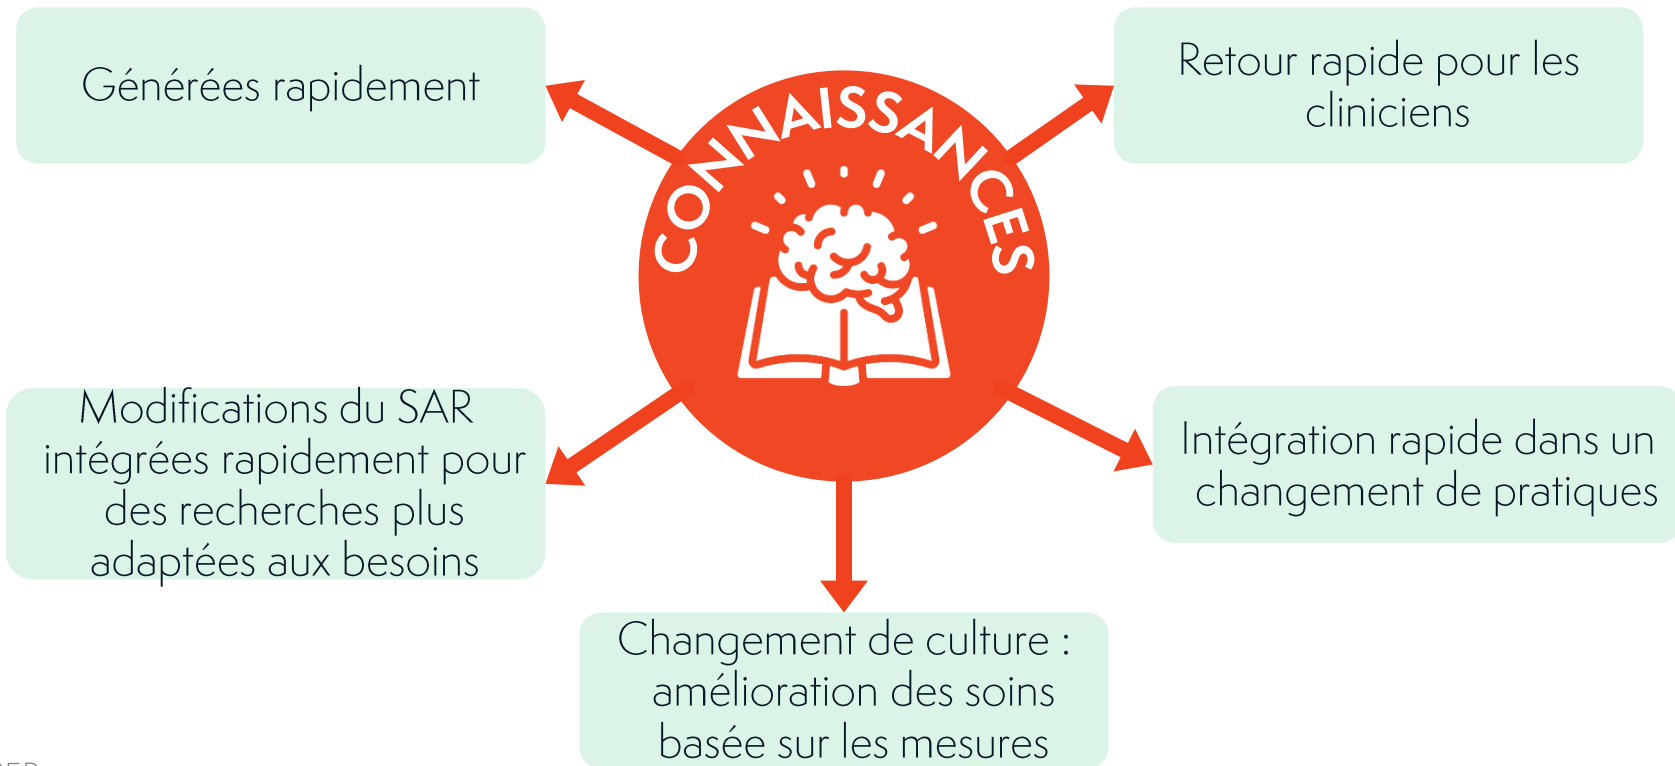 Générées rapidement
Retour rapide pour les
cliniciens
CONNAISSANCES
Modifications du SAR
intégrées rapidement pour
des recherches plus
adaptées aux besoins
Intégration rapide dans un
changement de pratiques
Changement de culture :
amélioration des soins
basée sur les mesures